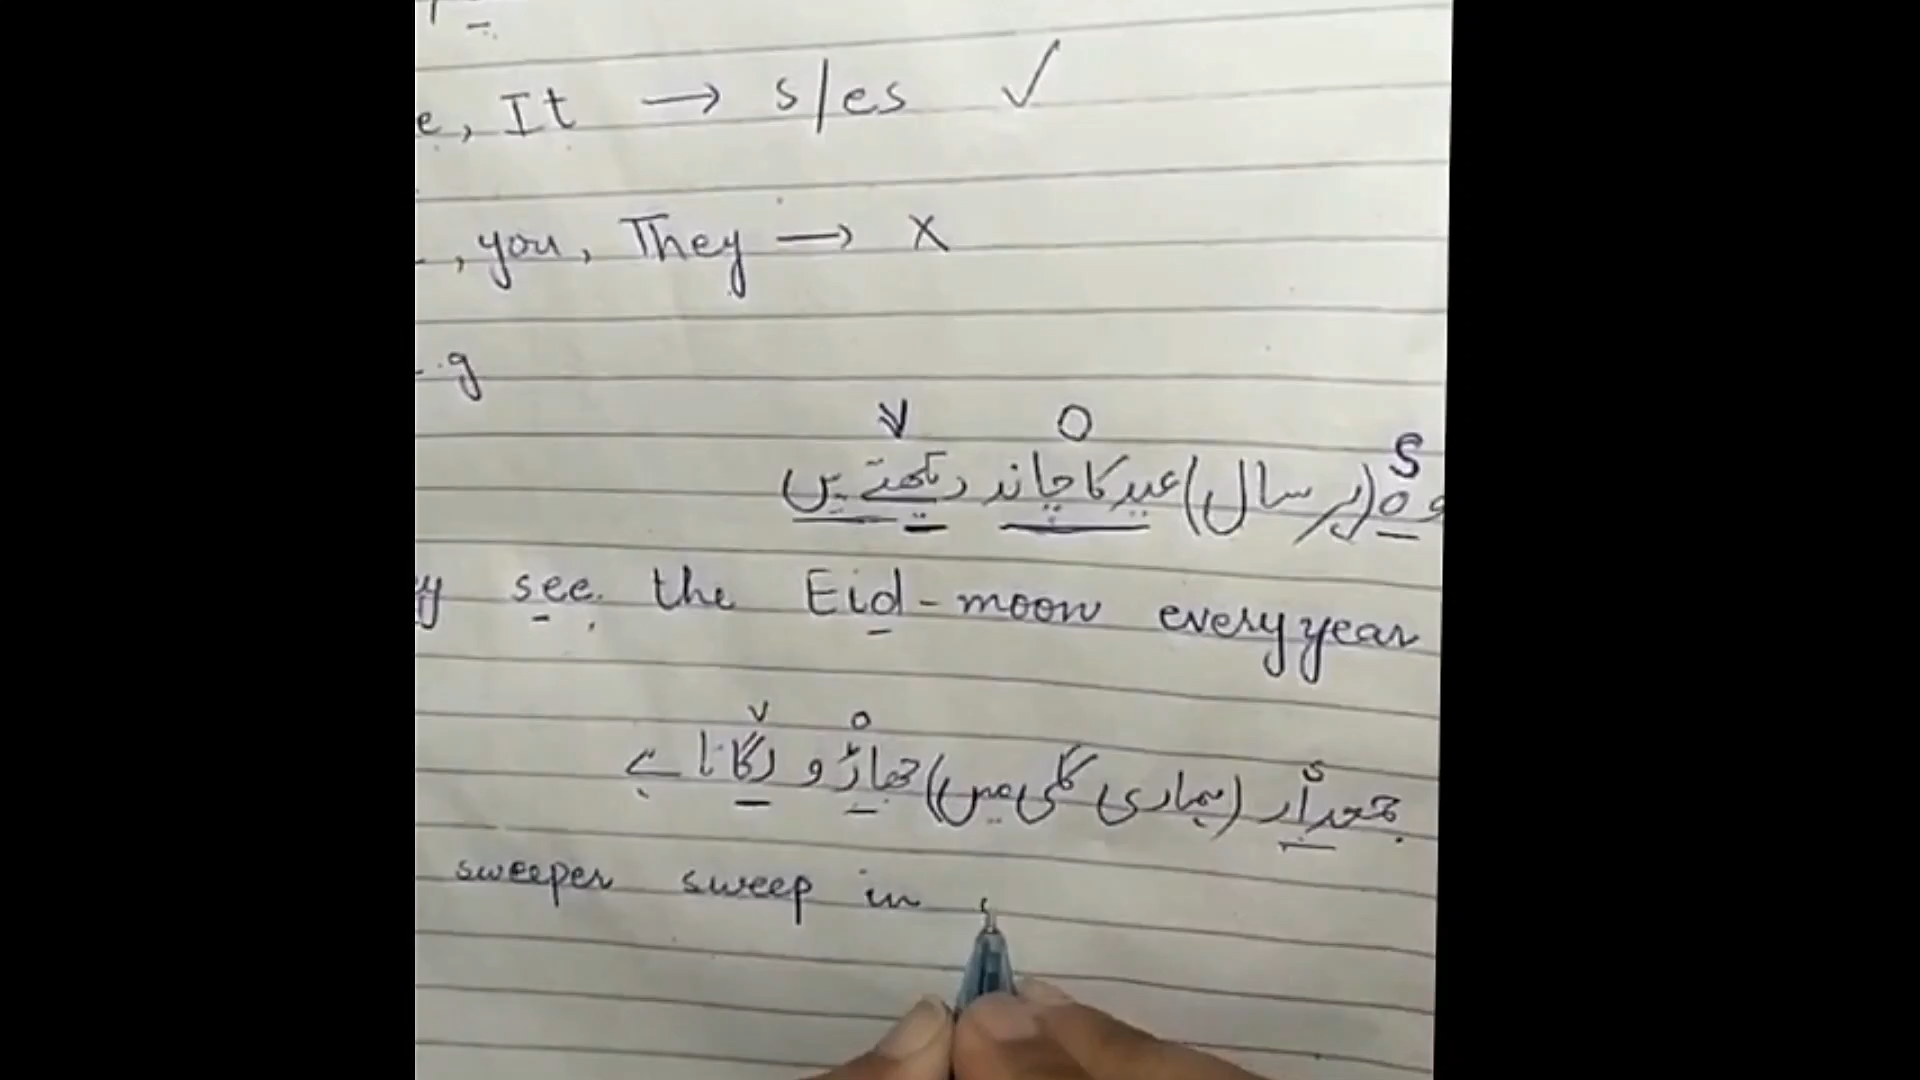 e, It → s/es ✓
, you, They → X
.g
V O S
وہ (ہر سال) عید کا چاند دیکھتے ہیں
y see the Eid-moon every year
V O S
جمعدار (ہماری گلی میں) جھاڑو لگاتا ہے
sweeper sweep in